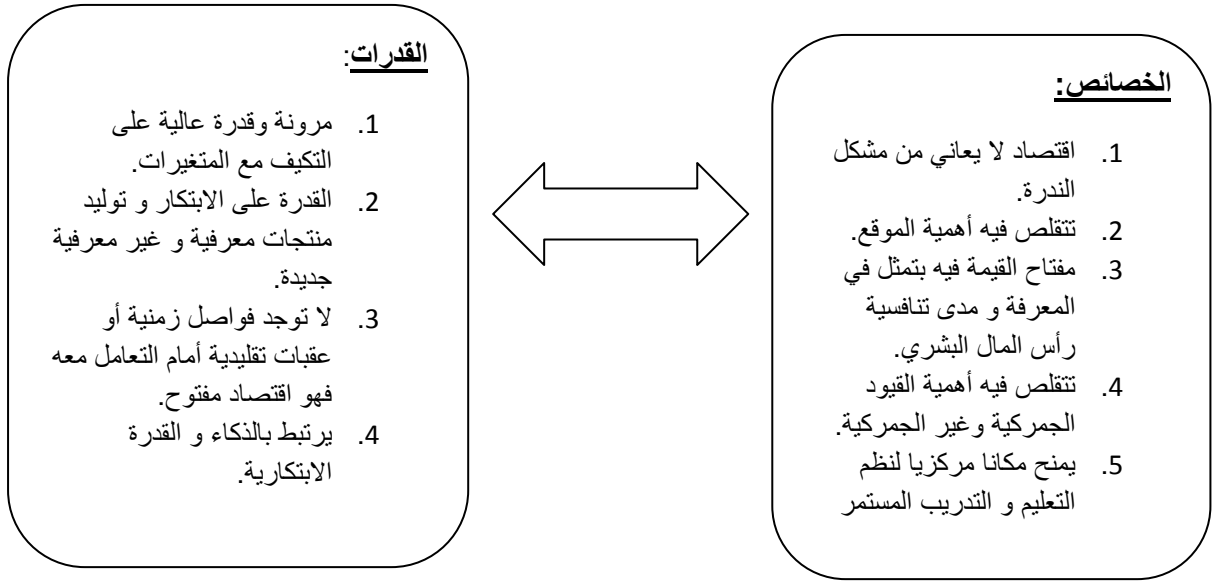 الخصائص:
1. اقتصاد لا يعاني من مشكل
الندرة.
2. تتقلص فيه أهمية الموقع.
3. مفتاح القيمة فيه بتمثل في
المعرفة و مدى تنافسية
رأس المال البشري.
4. تتقلص فيه أهمية القيود
الجمركية وغير الجمركية.
5. يمنح مكانا مركزيا لنظم
التعليم و التدريب المستمر
القدرات:
1. مرونة وقدرة عالية على
التكيف مع المتغيرات.
2. القدرة على الابتكار و توليد
منتجات معرفية و غير معرفية
جديدة.
3. لا توجد فواصل زمنية أو
عقبات تقليدية أمام التعامل معه
فهو اقتصاد مفتوح.
4. يرتبط بالذكاء و القدرة
الابتكارية.